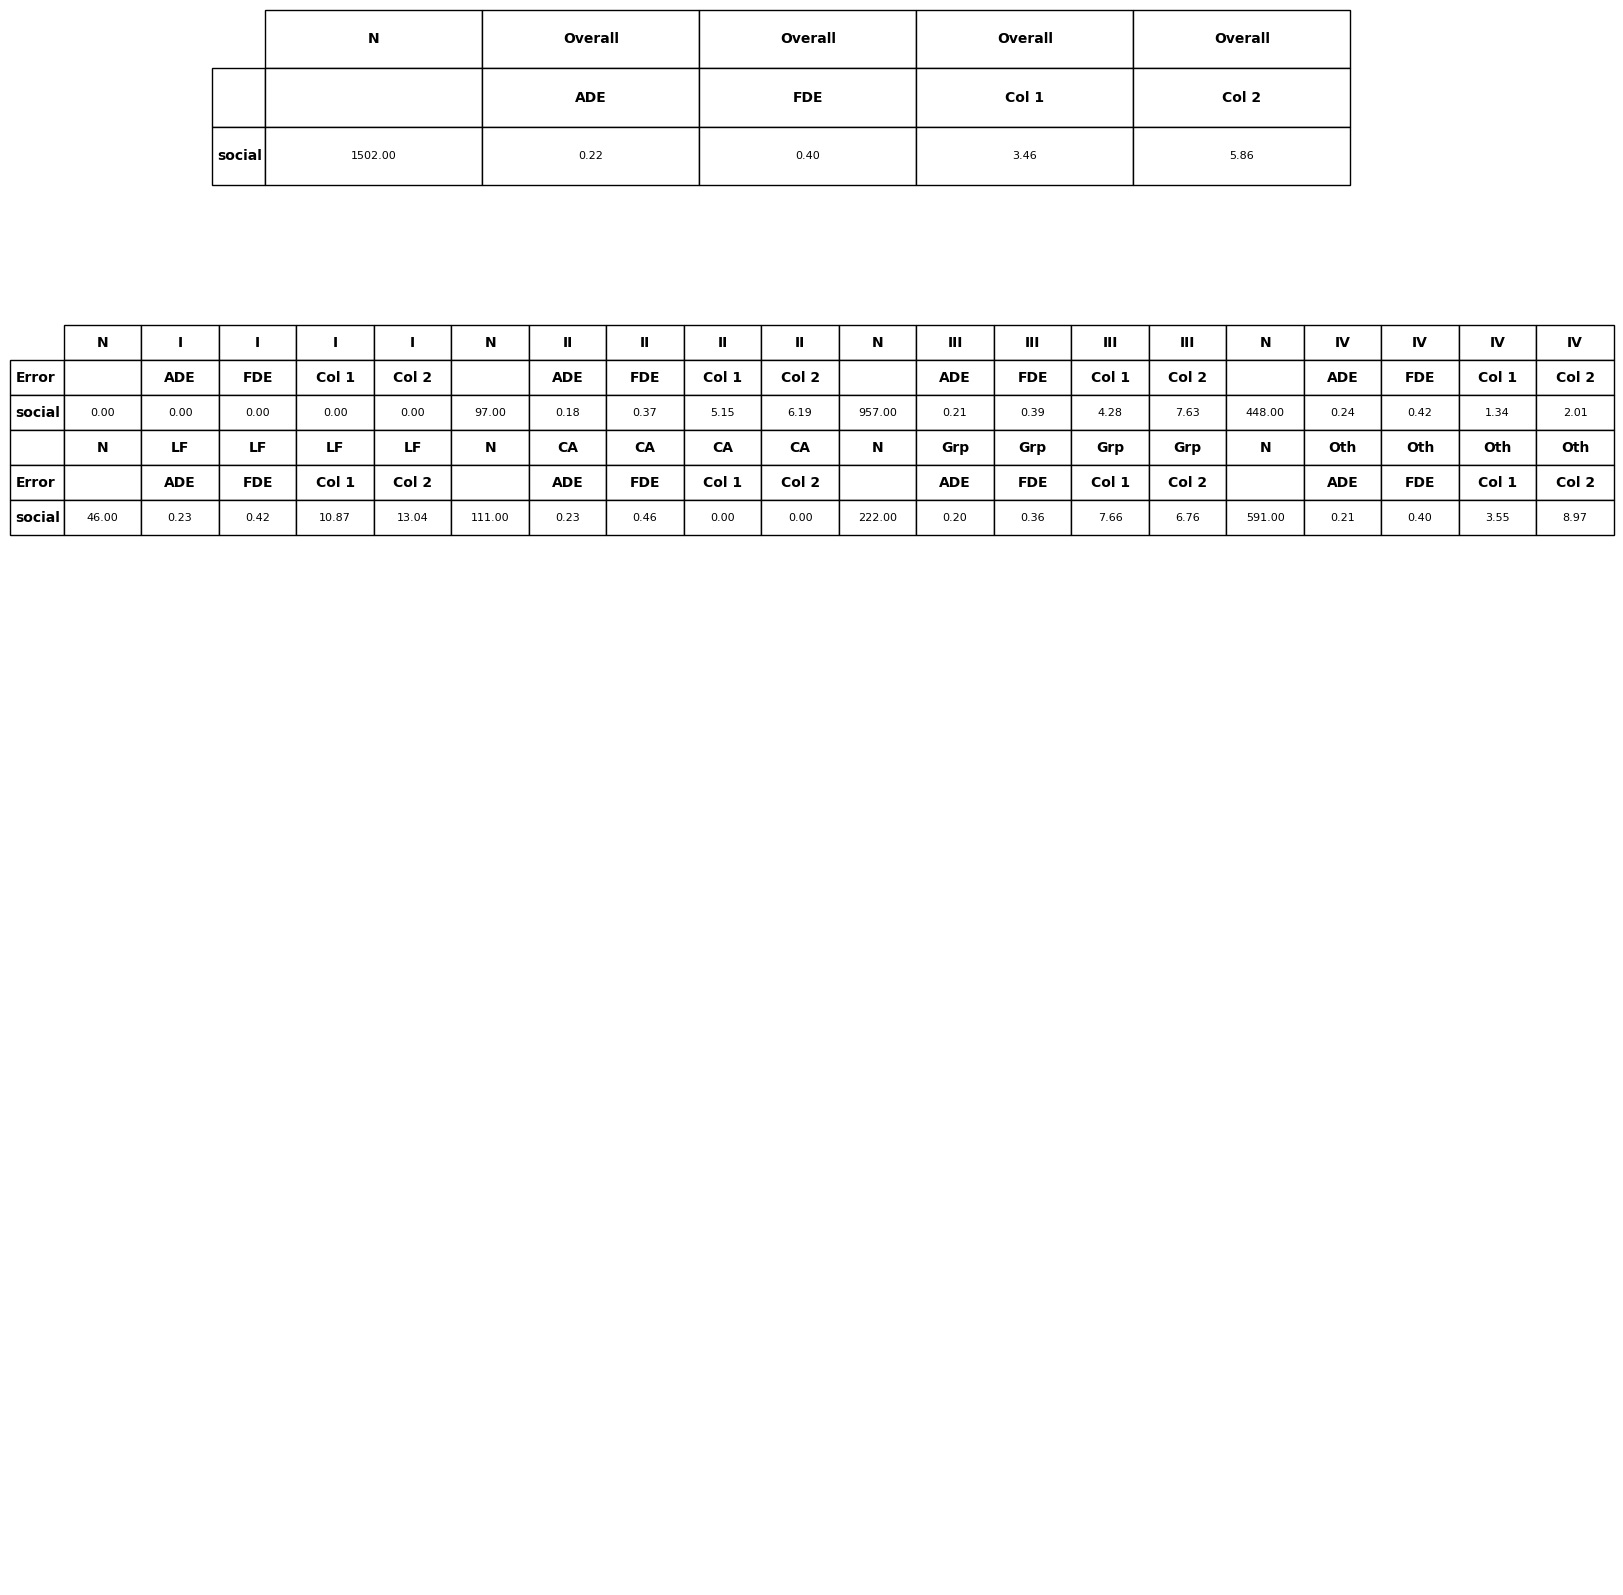 N Overall Overall Overall Overall
ADE FDE Col 1 Col 2
social 1502.00 0.22 0.40 3.46 5.86
N I I I I N II II II II N III III III III N IV IV IV IV
Error ADE FDE Col 1 Col 2 ADE FDE Col 1 Col 2 ADE FDE Col 1 Col 2 ADE FDE Col 1 Col 2
social 0.00 0.00 0.00 0.00 0.00 97.00 0.18 0.37 5.15 6.19 957.00 0.21 0.39 4.28 7.63 448.00 0.24 0.42 1.34 2.01
N LF LF LF LF N CA CA CA CA N Grp Grp Grp Grp N Oth Oth Oth Oth
Error ADE FDE Col 1 Col 2 ADE FDE Col 1 Col 2 ADE FDE Col 1 Col 2 ADE FDE Col 1 Col 2
social 46.00 0.23 0.42 10.87 13.04 111.00 0.23 0.46 0.00 0.00 222.00 0.20 0.36 7.66 6.76 591.00 0.21 0.40 3.55 8.97